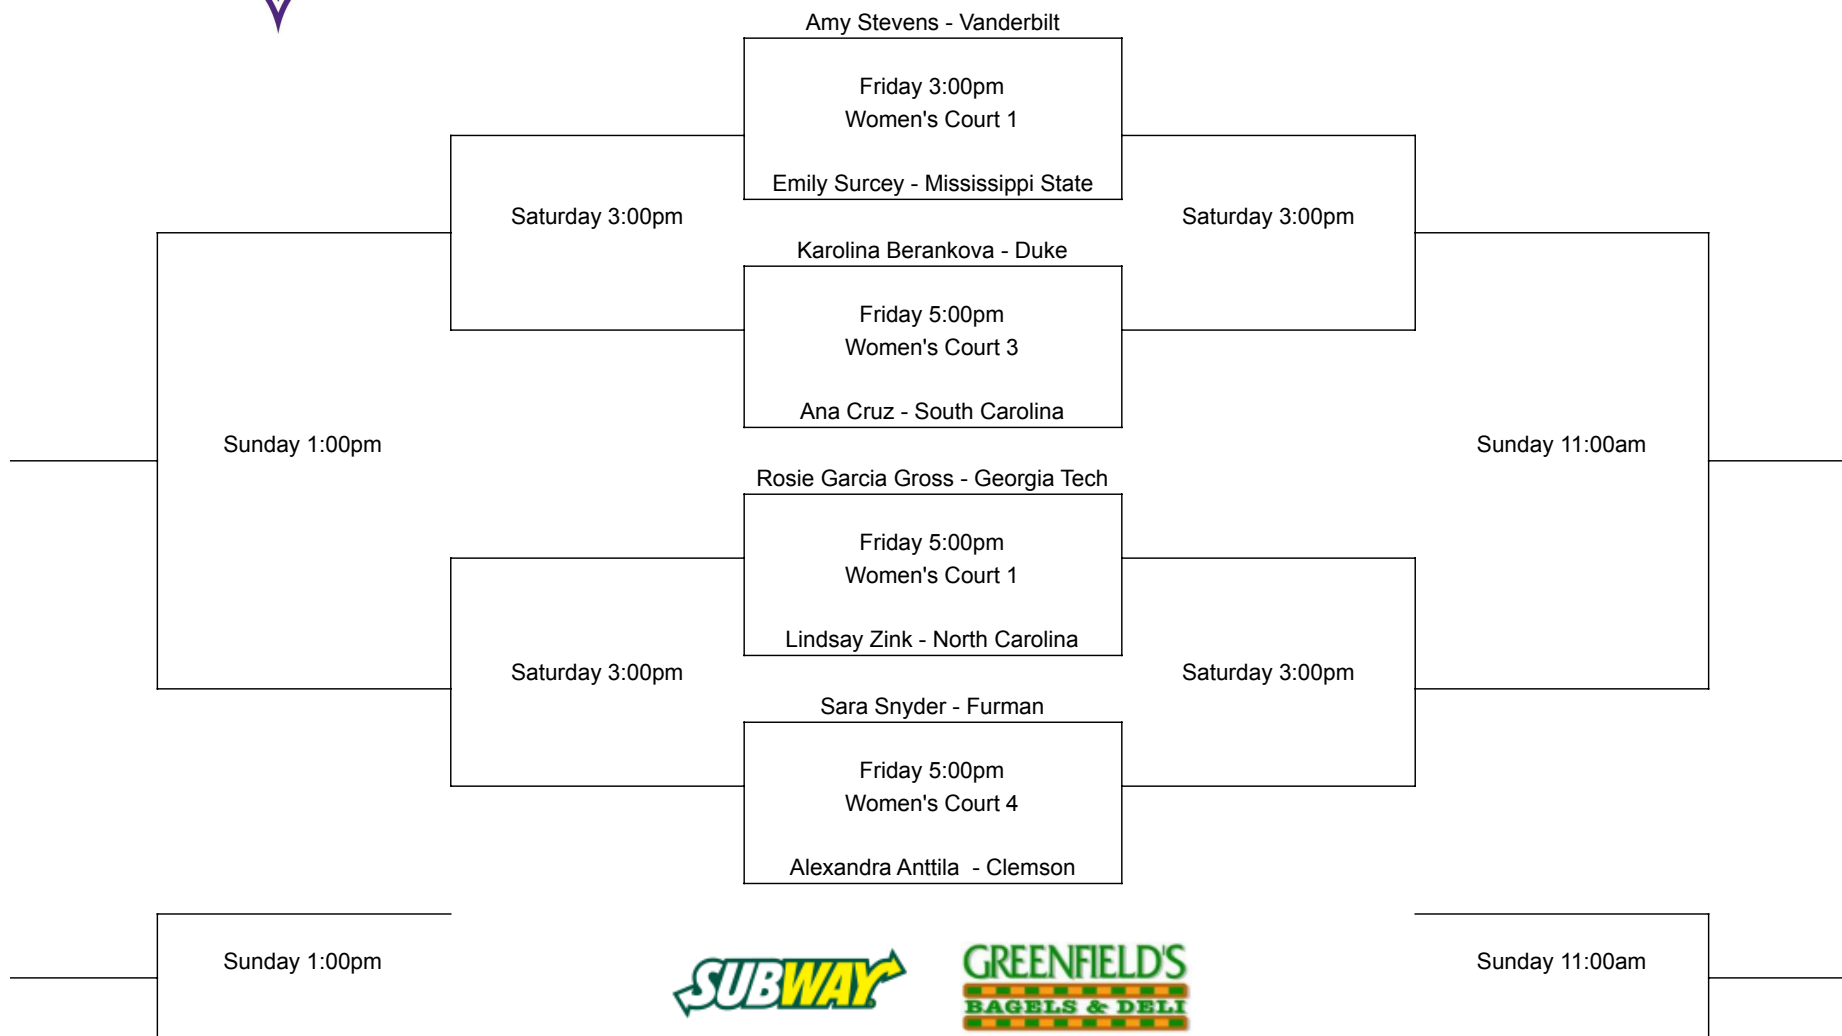 Amy Stevens - Vanderbilt
Friday 3:00pm
Women's Court 1
Emily Surcey - Mississippi State
Saturday 3:00pm
Saturday 3:00pm
Karolina Berankova - Duke
Friday 5:00pm
Women's Court 3
Ana Cruz - South Carolina
Sunday 1:00pm
Sunday 11:00am
Rosie Garcia Gross - Georgia Tech
Friday 5:00pm
Women's Court 1
Lindsay Zink - North Carolina
Saturday 3:00pm
Saturday 3:00pm
Sara Snyder - Furman
Friday 5:00pm
Women's Court 4
Alexandra Anttila  - Clemson
Sunday 1:00pm
SUBWAY
GREENFIELD'S
BAGELS & DELI
Sunday 11:00am